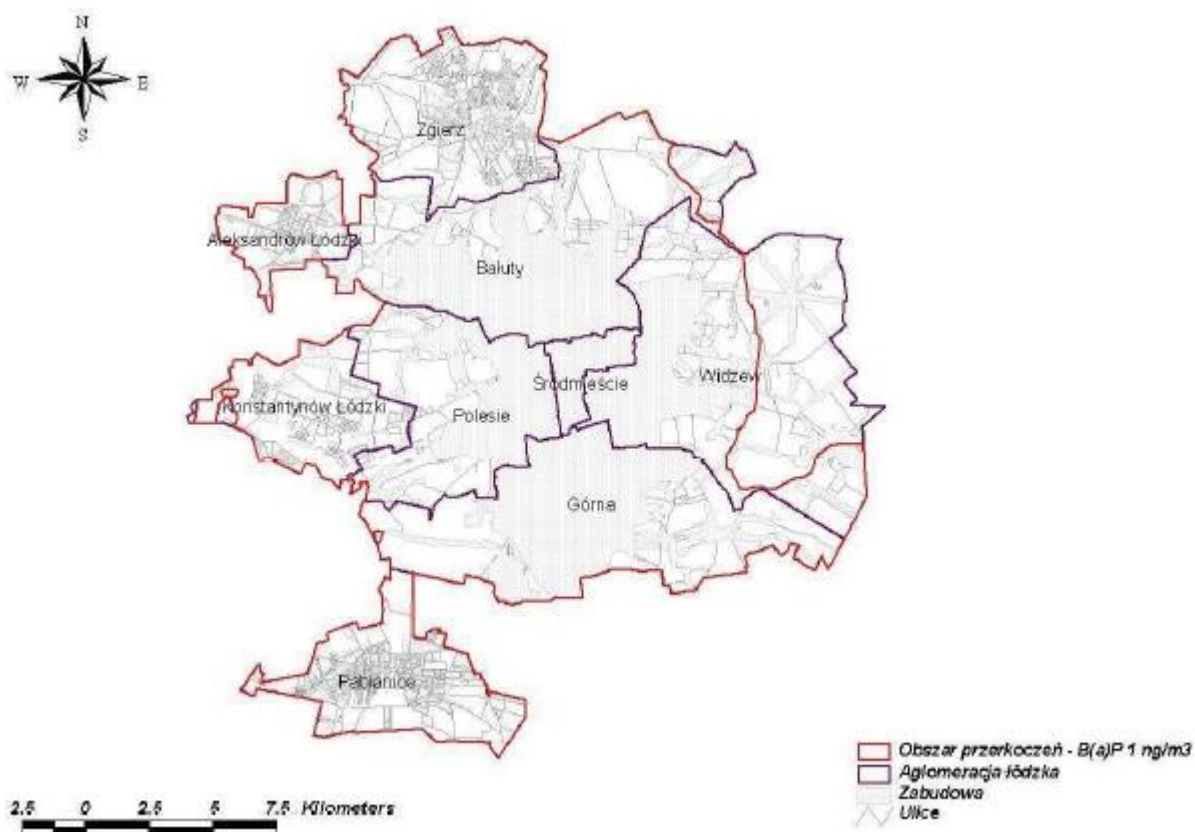 N
W E
S
Zgierz
Aleksandrów Łódzki
Bałuty
Śródmieście
Widzew
Konstantynów Łódzki
Polesie
Górna
Pabianice
Obszar przerkoczeń - B(a)P 1 ng/m3
Aglomeracja łódzka
Zabudowa
Ulice
2.5 0 2.5 5 7.5 Kilometers